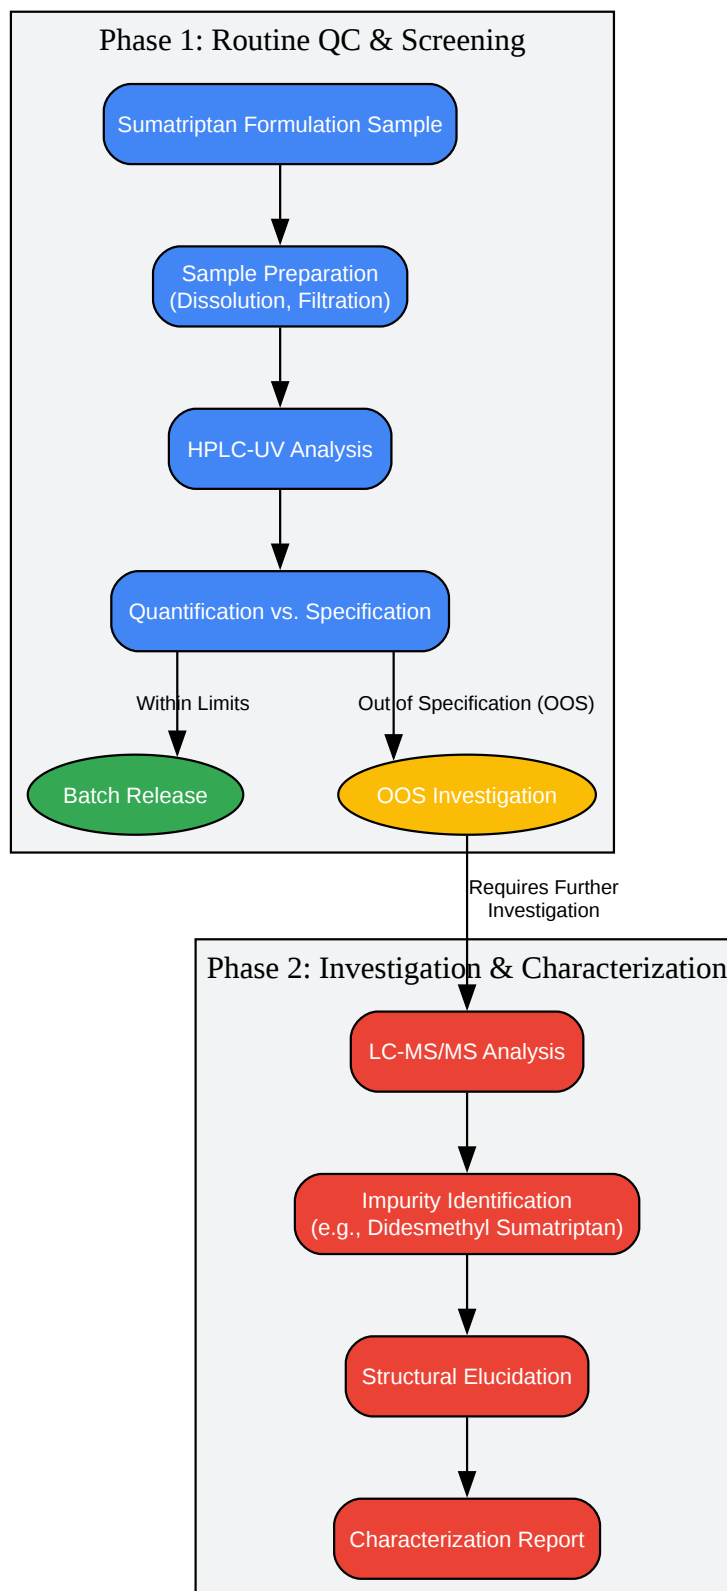 Phase 1: Routine QC & Screening
Sumatriptan Formulation Sample
Sample Preparation
(Dissolution, Filtration)
HPLC-UV Analysis
Quantification vs. Specification
Within Limits
Out of Specification (OOS)
Batch Release
OOS Investigation
Requires Further
Investigation
Phase 2: Investigation & Characterization
LC-MS/MS Analysis
Impurity Identification
(e.g., Didesmethyl Sumatriptan)
Structural Elucidation
Characterization Report